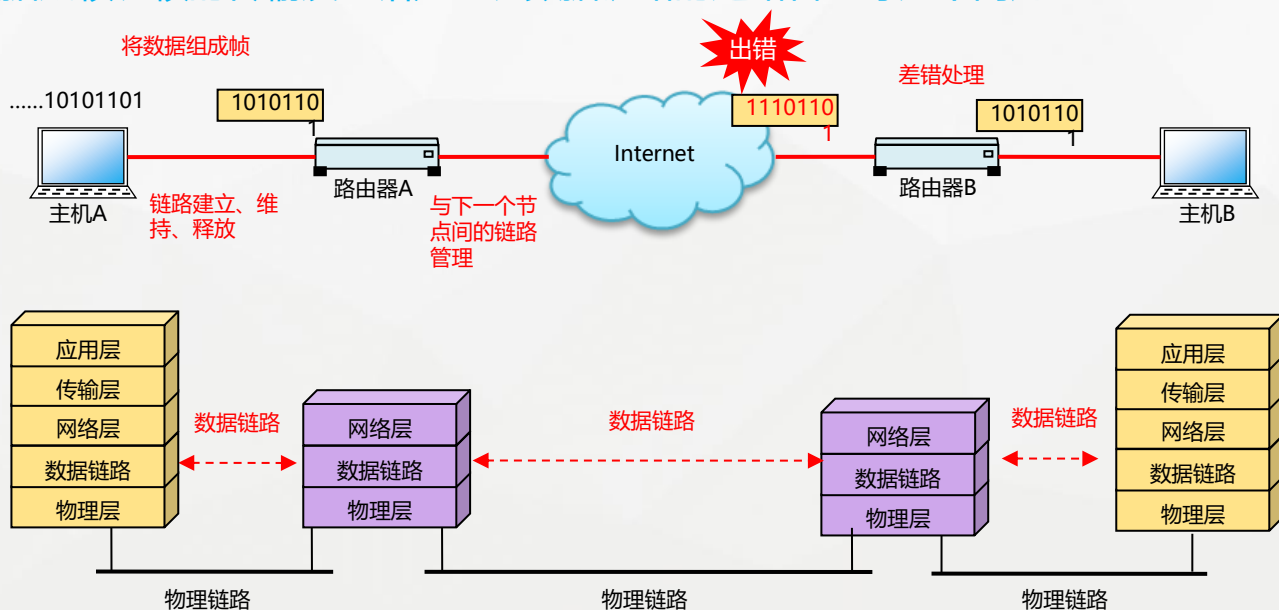 将数据组成帧
出错
差错处理
......10101101
1010110
1
1110110
1
1010110
1
Internet
主机A
路由器A
路由器B
主机B
链路建立、维
持、释放
与下一个节
点间的链路
管理
应用层
传输层
网络层
数据链路
物理层
数据链路
网络层
数据链路
物理层
数据链路
网络层
数据链路
物理层
数据链路
应用层
传输层
网络层
数据链路
物理层
物理链路
物理链路
物理链路